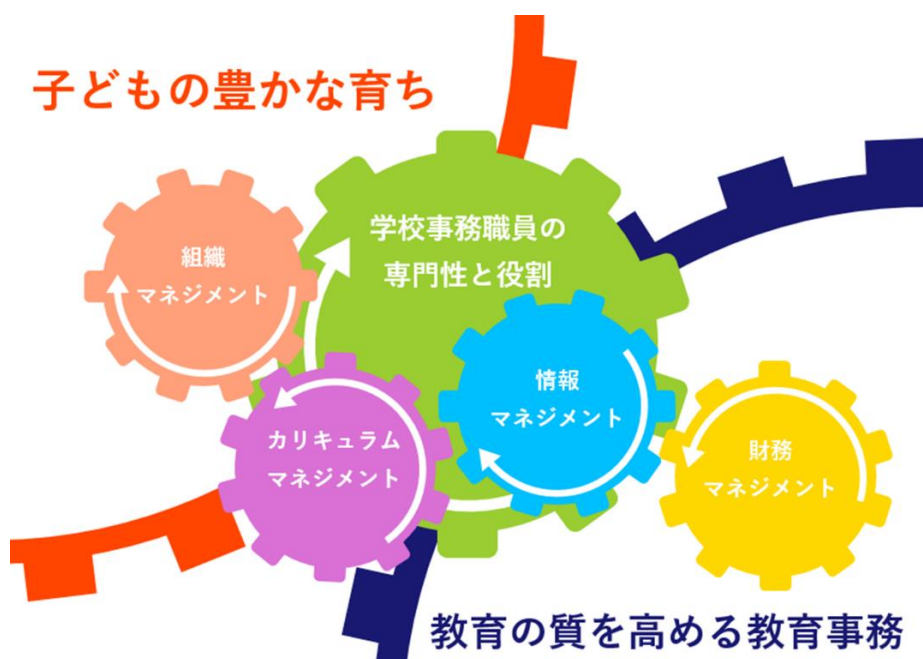 子どもの豊かな育ち
学校事務職員の
専門性と役割
組織
マネジメント
情報
マネジメント
カリキュラム
マネジメント
財務
マネジメント
教育の質を高める教育事務